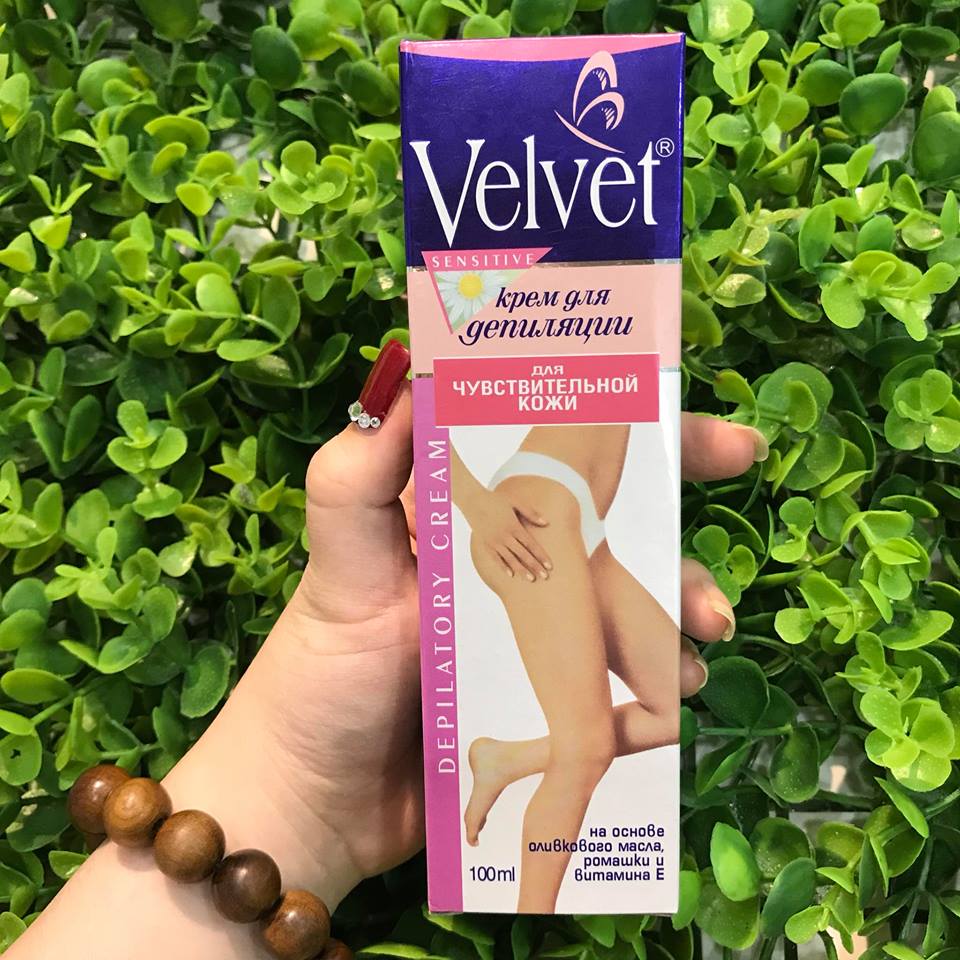 Velvet®
SENSITIVE
крем для
депиляции
для
ЧУВСТВИТЕЛЬНОЙ
КОЖИ
DEPILATORY CREAM
на основе
оливкового масла,
ромашки и
витамина Е
100ml